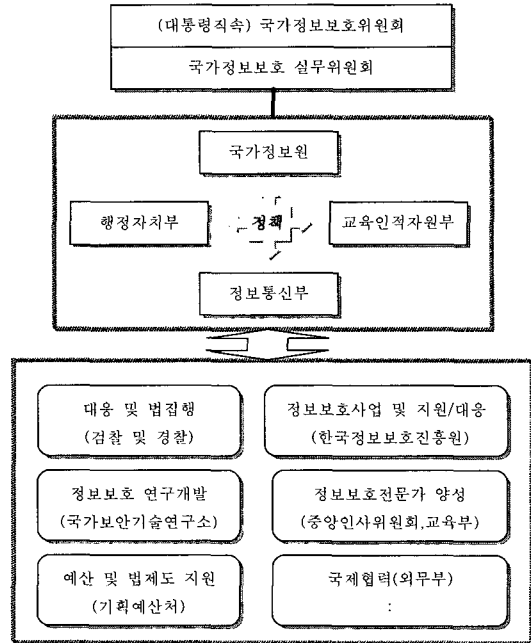 (대통령직속) 국가정보보호위원회
국가정보보호 실무위원회
국가정보원
행정자치부
정책
교육인적자원부
정보통신부
대응 및 법집행
(검찰 및 경찰)
정보보호사업 및 지원/대응
(한국정보보호진흥원)
정보보호 연구개발
(국가보안기술연구소)
정보보호전문가 양성
(중앙인사위원회,교육부)
예산 및 법제도 지원
(기획예산처)
국제협력(외무부)
: